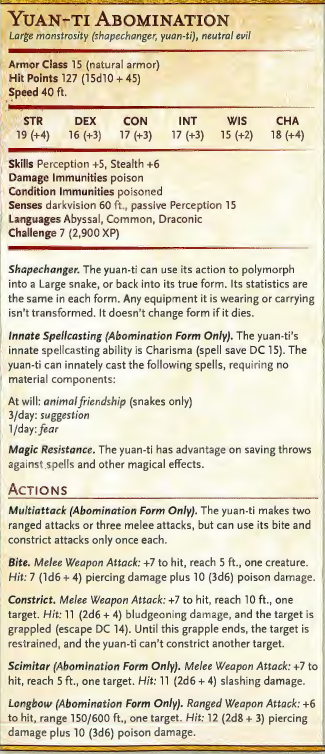 YUAN-TI ABOMINATION
Large monstrosity (shapechanger, yuan-ti), neutral evil
Armor Class 15 (natural armor)
Hit Points 127 (15d10 + 45)
Speed 40 ft.
STR DEX CON INT WIS CHA
19 (+4) 16 (+3) 17 (+3) 17 (+3) 15 (+2) 18 (+4)
Skills Perception +5, Stealth +6
Damage Immunities poison
Condition Immunities poisoned
Senses darkvision 60 ft., passive Perception 15
Languages Abyssal, Common, Draconic
Challenge 7 (2,900 XP)
Shapechanger. The yuan-ti can use its action to polymorph
into a Large snake, or back into its true form. Its statistics are
the same in each form. Any equipment it is wearing or carrying
isn't transformed. It doesn't change form if it dies.
Innate Spellcasting (Abomination Form Only). The yuan-ti's
innate spellcasting ability is Charisma (spell save DC 15). The
yuan-ti can innately cast the following spells, requiring no
material components:
At will: animal friendship (snakes only)
3/day: suggestion
1/day: fear
Magic Resistance. The yuan-ti has advantage on saving throws
against spells and other magical effects.
ACTIONS
Multiattack (Abomination Form Only). The yuan-ti makes two
ranged attacks or three melee attacks, but can use its bite and
constrict attacks only once each.
Bite. Melee Weapon Attack: +7 to hit, reach 5 ft., one creature.
Hit: 7 (1d6 + 4) piercing damage plus 10 (3d6) poison damage.
Constrict. Melee Weapon Attack: +7 to hit, reach 10 ft., one
target. Hit: 11 (2d6 + 4) bludgeoning damage, and the target is
grappled (escape DC 14). Until this grapple ends, the target is
restrained, and the yuan-ti can't constrict another target.
Scimitar (Abomination Form Only). Melee Weapon Attack: +7 to
hit, reach 5 ft., one target. Hit: 11 (2d6 + 4) slashing damage.
Longbow (Abomination Form Only). Ranged Weapon Attack: +6
to hit, range 150/600 ft., one target. Hit: 12 (2d8 + 3) piercing
damage plus 10 (3d6) poison damage.